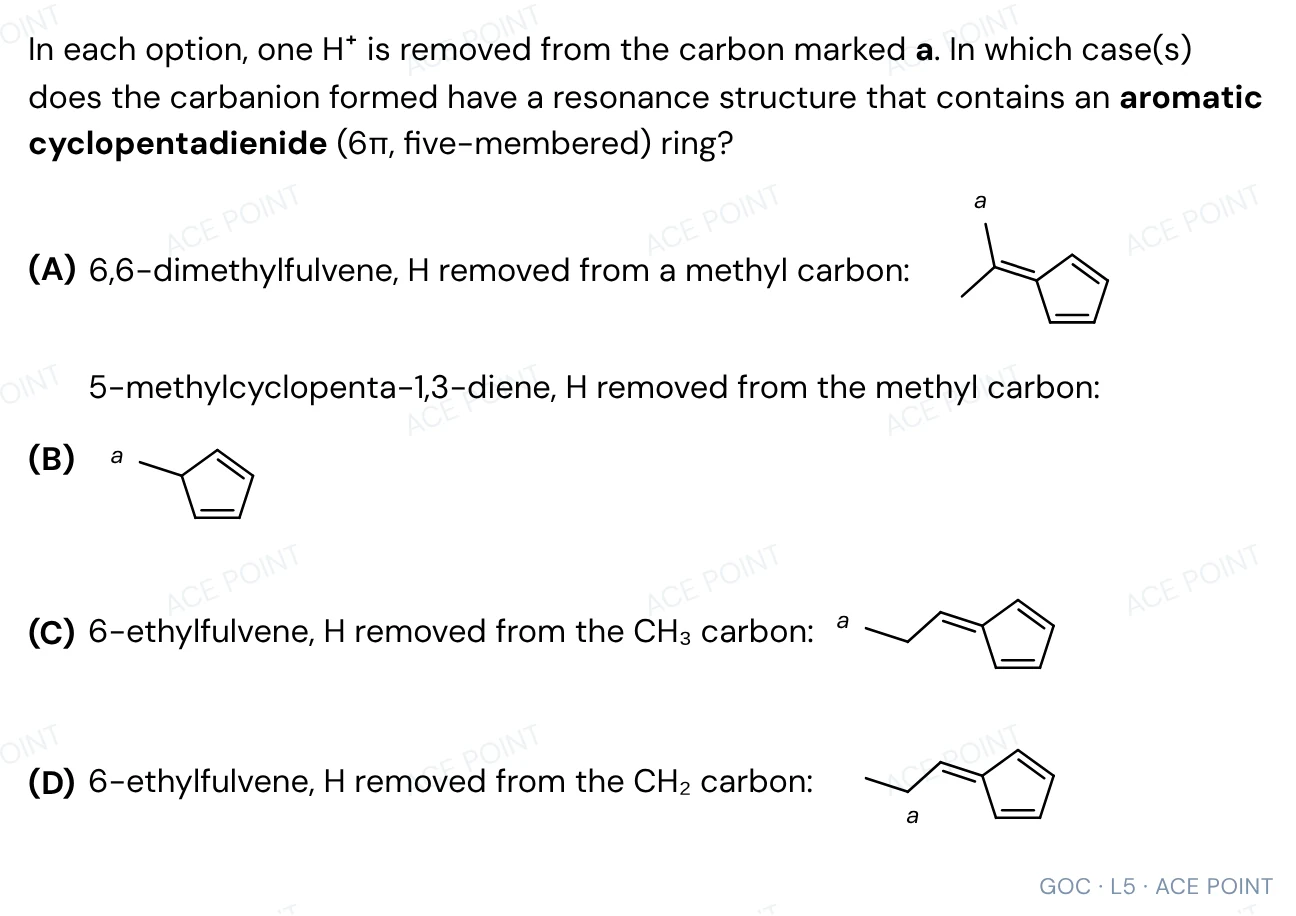 In each option, one H⁺ is removed from the carbon marked a. In which case(s)
does the carbanion formed have a resonance structure that contains an aromatic
cyclopentadienide (6π, five-membered) ring?
a
(A) 6,6-dimethylfulvene, H removed from a methyl carbon:
5-methylcyclopenta-1,3-diene, H removed from the methyl carbon:
(B) a
(C) 6-ethylfulvene, H removed from the CH₃ carbon: a
(D) 6-ethylfulvene, H removed from the CH₂ carbon:
a
GOC · L5 · ACE POINT
ACE POINT